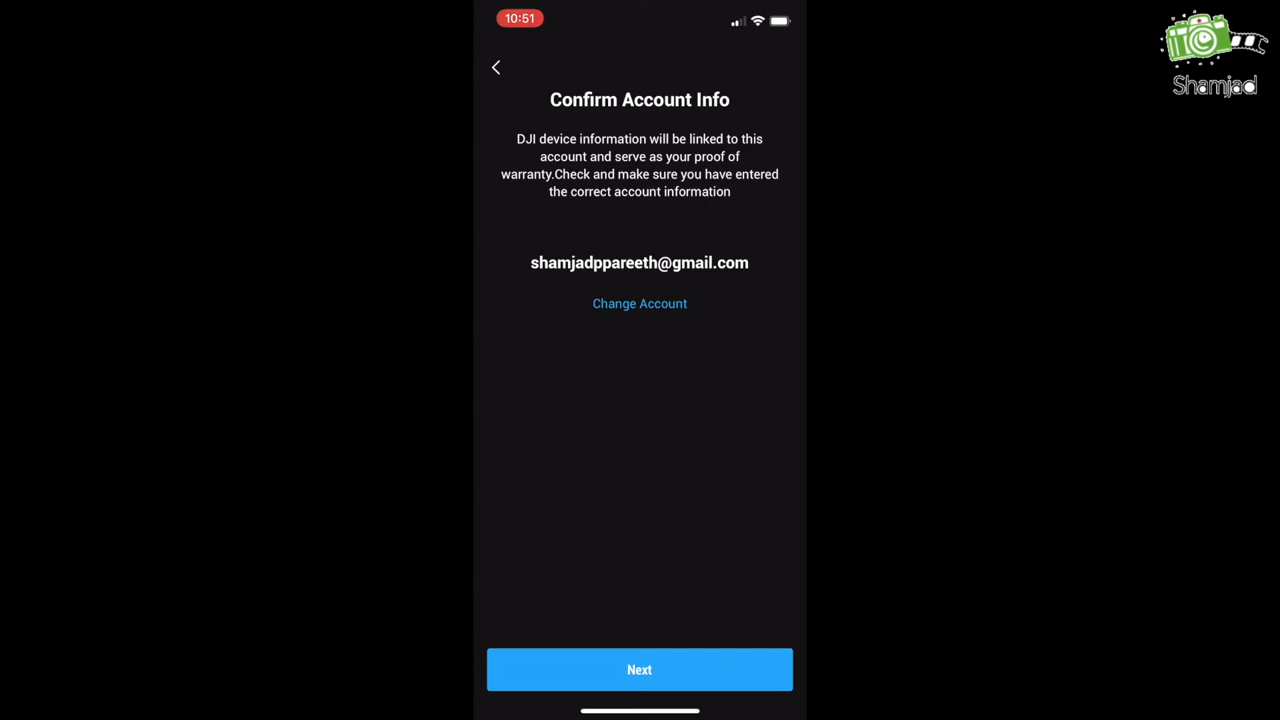 10:51
Shamjad
Confirm Account Info
DJI device information will be linked to this
account and serve as your proof of
warranty.Check and make sure you have entered
the correct account information
shamjadppareeth@gmail.com
Change Account
Next